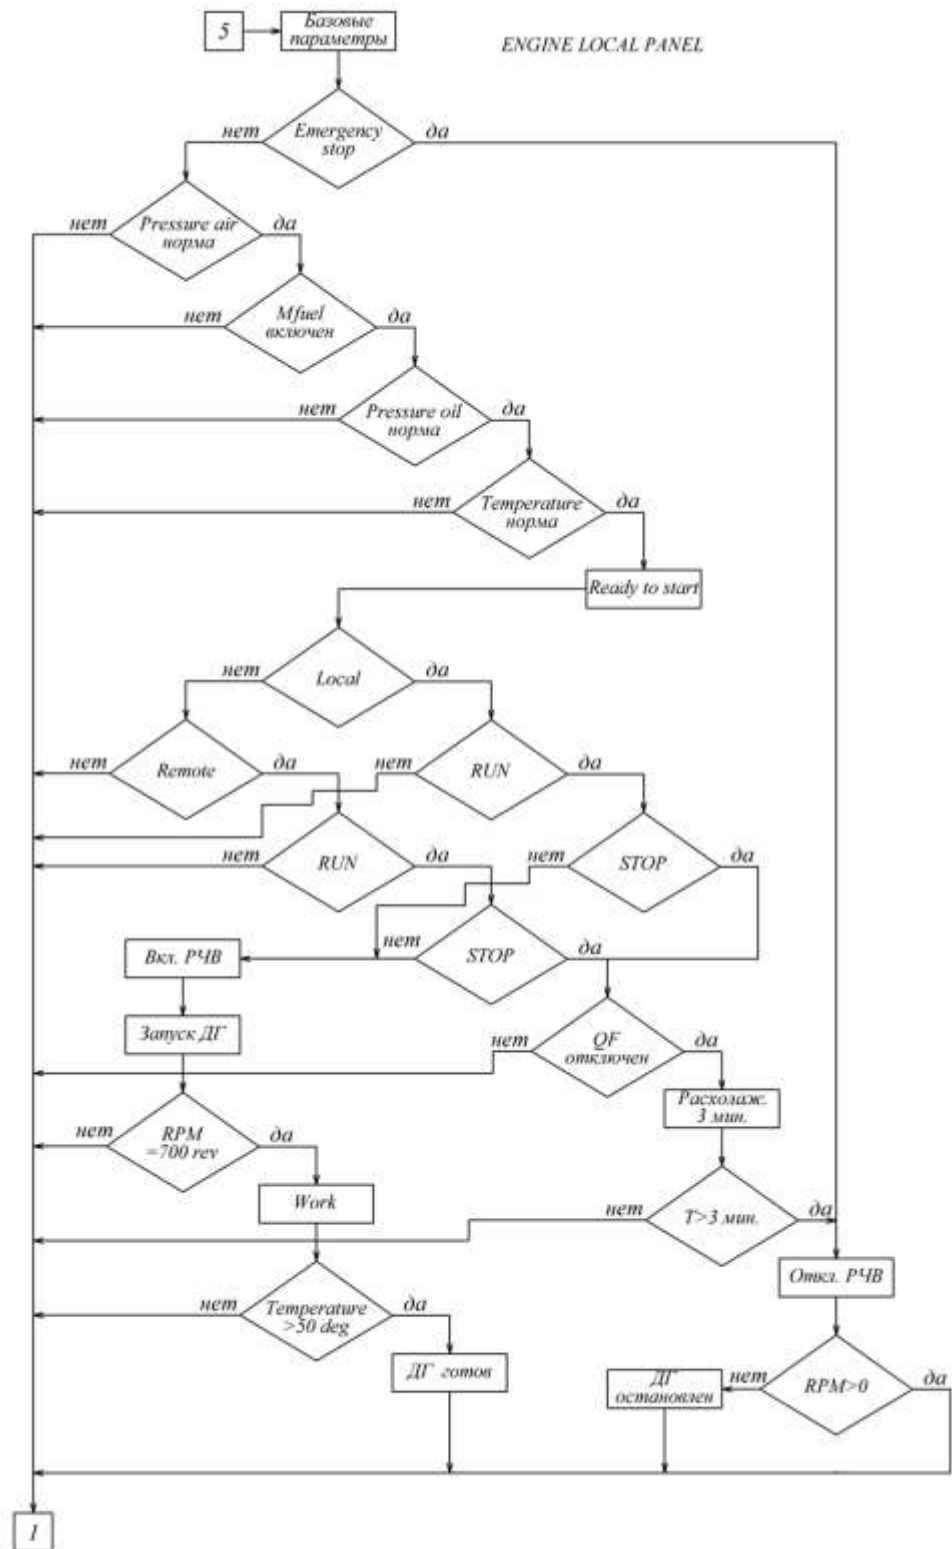 5
Базовые
параметры
ENGINE LOCAL PANEL
нет
Emergency
stop
да
нет
Pressure air
норма
да
нет
Mfuel
включен
да
нет
Pressure oil
норма
да
нет
Temperature
норма
да
Ready to start
нет
Local
да
нет
Remote
да
нет
RUN
да
нет
RUN
да
нет
STOP
да
Вкл. РЧВ
нет
STOP
да
Запуск ДГ
нет
QF
отключен
да
Расхолаж.
3 мин.
нет
RPM
=700 rev
да
Work
нет
T>3 мин.
да
Откл. РЧВ
нет
Temperature
>50 deg
да
ДГ готов
ДГ
остановлен
нет
RPM>0
да
1